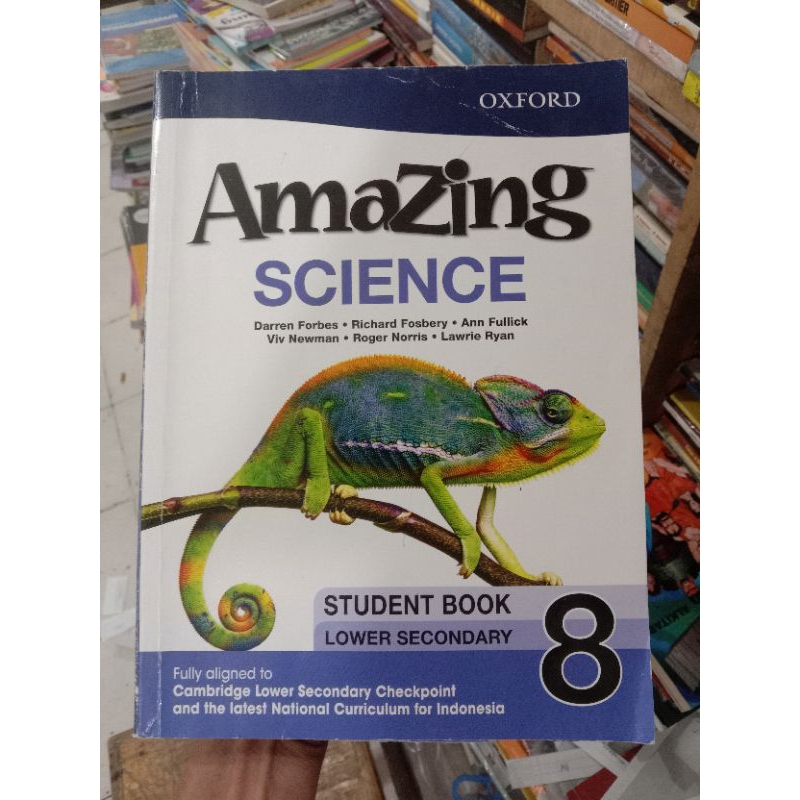 OXFORD
Amazing
SCIENCE
Darren Forbes • Richard Fosbery • Ann Fullick
Viv Newman • Roger Norris • Lawrie Ryan
STUDENT BOOK
LOWER SECONDARY
8
Fully aligned to
Cambridge Lower Secondary Checkpoint
and the latest National Curriculum for Indonesia